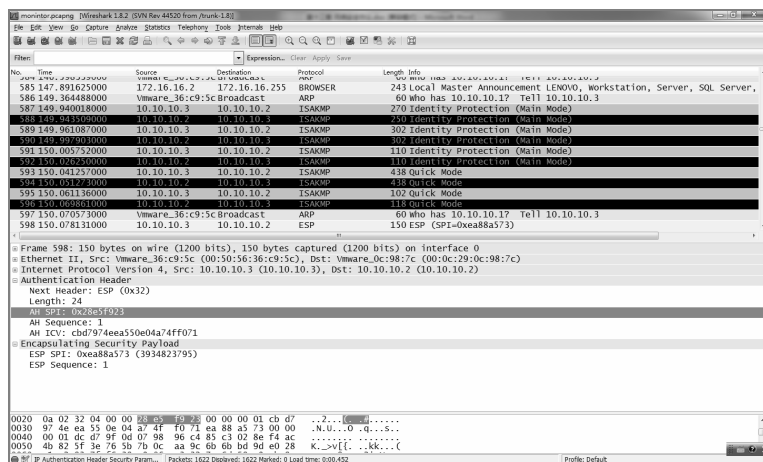 monintor.pcapng [Wireshark 1.8.2 (SVN Rev 44520 from /trunk-1.8)]
File Edit View Go Capture Analyze Statistics Telephony Tools Internals Help
Filter: Expression... Clear Apply Save
No. Time Source Destination Protocol Length Info
585 147.891625000 172.16.16.2 172.16.16.255 BROWSER 243 Local Master Announcement LENOVO, Workstation, Server, SQL Server,
586 149.364488000 Vmware_36:c9:5c Broadcast ARP 60 Who has 10.10.10.1? Tell 10.10.10.3
587 149.940018000 10.10.10.3 10.10.10.2 ISAKMP 270 Identity Protection (Main Mode)
588 149.943509000 10.10.10.2 10.10.10.3 ISAKMP 250 Identity Protection (Main Mode)
589 149.961087000 10.10.10.3 10.10.10.2 ISAKMP 302 Identity Protection (Main Mode)
590 149.997903000 10.10.10.2 10.10.10.3 ISAKMP 302 Identity Protection (Main Mode)
591 150.005752000 10.10.10.3 10.10.10.2 ISAKMP 110 Identity Protection (Main Mode)
592 150.026250000 10.10.10.2 10.10.10.3 ISAKMP 110 Identity Protection (Main Mode)
593 150.041257000 10.10.10.3 10.10.10.2 ISAKMP 438 Quick Mode
594 150.051273000 10.10.10.2 10.10.10.3 ISAKMP 438 Quick Mode
595 150.061136000 10.10.10.3 10.10.10.2 ISAKMP 102 Quick Mode
596 150.069861000 10.10.10.2 10.10.10.3 ISAKMP 118 Quick Mode
597 150.070573000 Vmware_36:c9:5c Broadcast ARP 60 Who has 10.10.10.1? Tell 10.10.10.3
598 150.078131000 10.10.10.3 10.10.10.2 ESP 150 ESP (SPI=0xea88a573)
Frame 598: 150 bytes on wire (1200 bits), 150 bytes captured (1200 bits) on interface 0
Ethernet II, Src: Vmware_36:c9:5c (00:50:56:36:c9:5c), Dst: Vmware_0c:98:7c (00:0c:29:0c:98:7c)
Internet Protocol Version 4, Src: 10.10.10.3 (10.10.10.3), Dst: 10.10.10.2 (10.10.10.2)
Authentication Header
Next Header: ESP (0x32)
Length: 24
AH SPI: 0x28e5f923
AH Sequence: 1
AH ICV: cbd7974eea550e04a74ff071
Encapsulating Security Payload
ESP SPI: 0xea88a573 (3934823795)
ESP Sequence: 1
0020 0a 02 32 04 00 00 28 e5 f9 23 00 00 00 01 cb d7 ..2...(. .#......
0030 97 4e ea 55 0e 04 a7 4f f0 71 ea 88 a5 73 00 00 .N.U...O .q...s..
0040 00 01 dc d7 9f 0d 07 98 96 c4 85 c3 02 8e f4 ac ........ ........
0050 4b 82 5f 3e 76 5b 7b 0c aa 9c 6b 6b bd 9d e0 28 K._>v[{. ..kk...(
IP Authentication Header Security Param... Packets: 1622 Displayed: 1622 Marked: 0 Load time: 0:00.452 Profile: Default